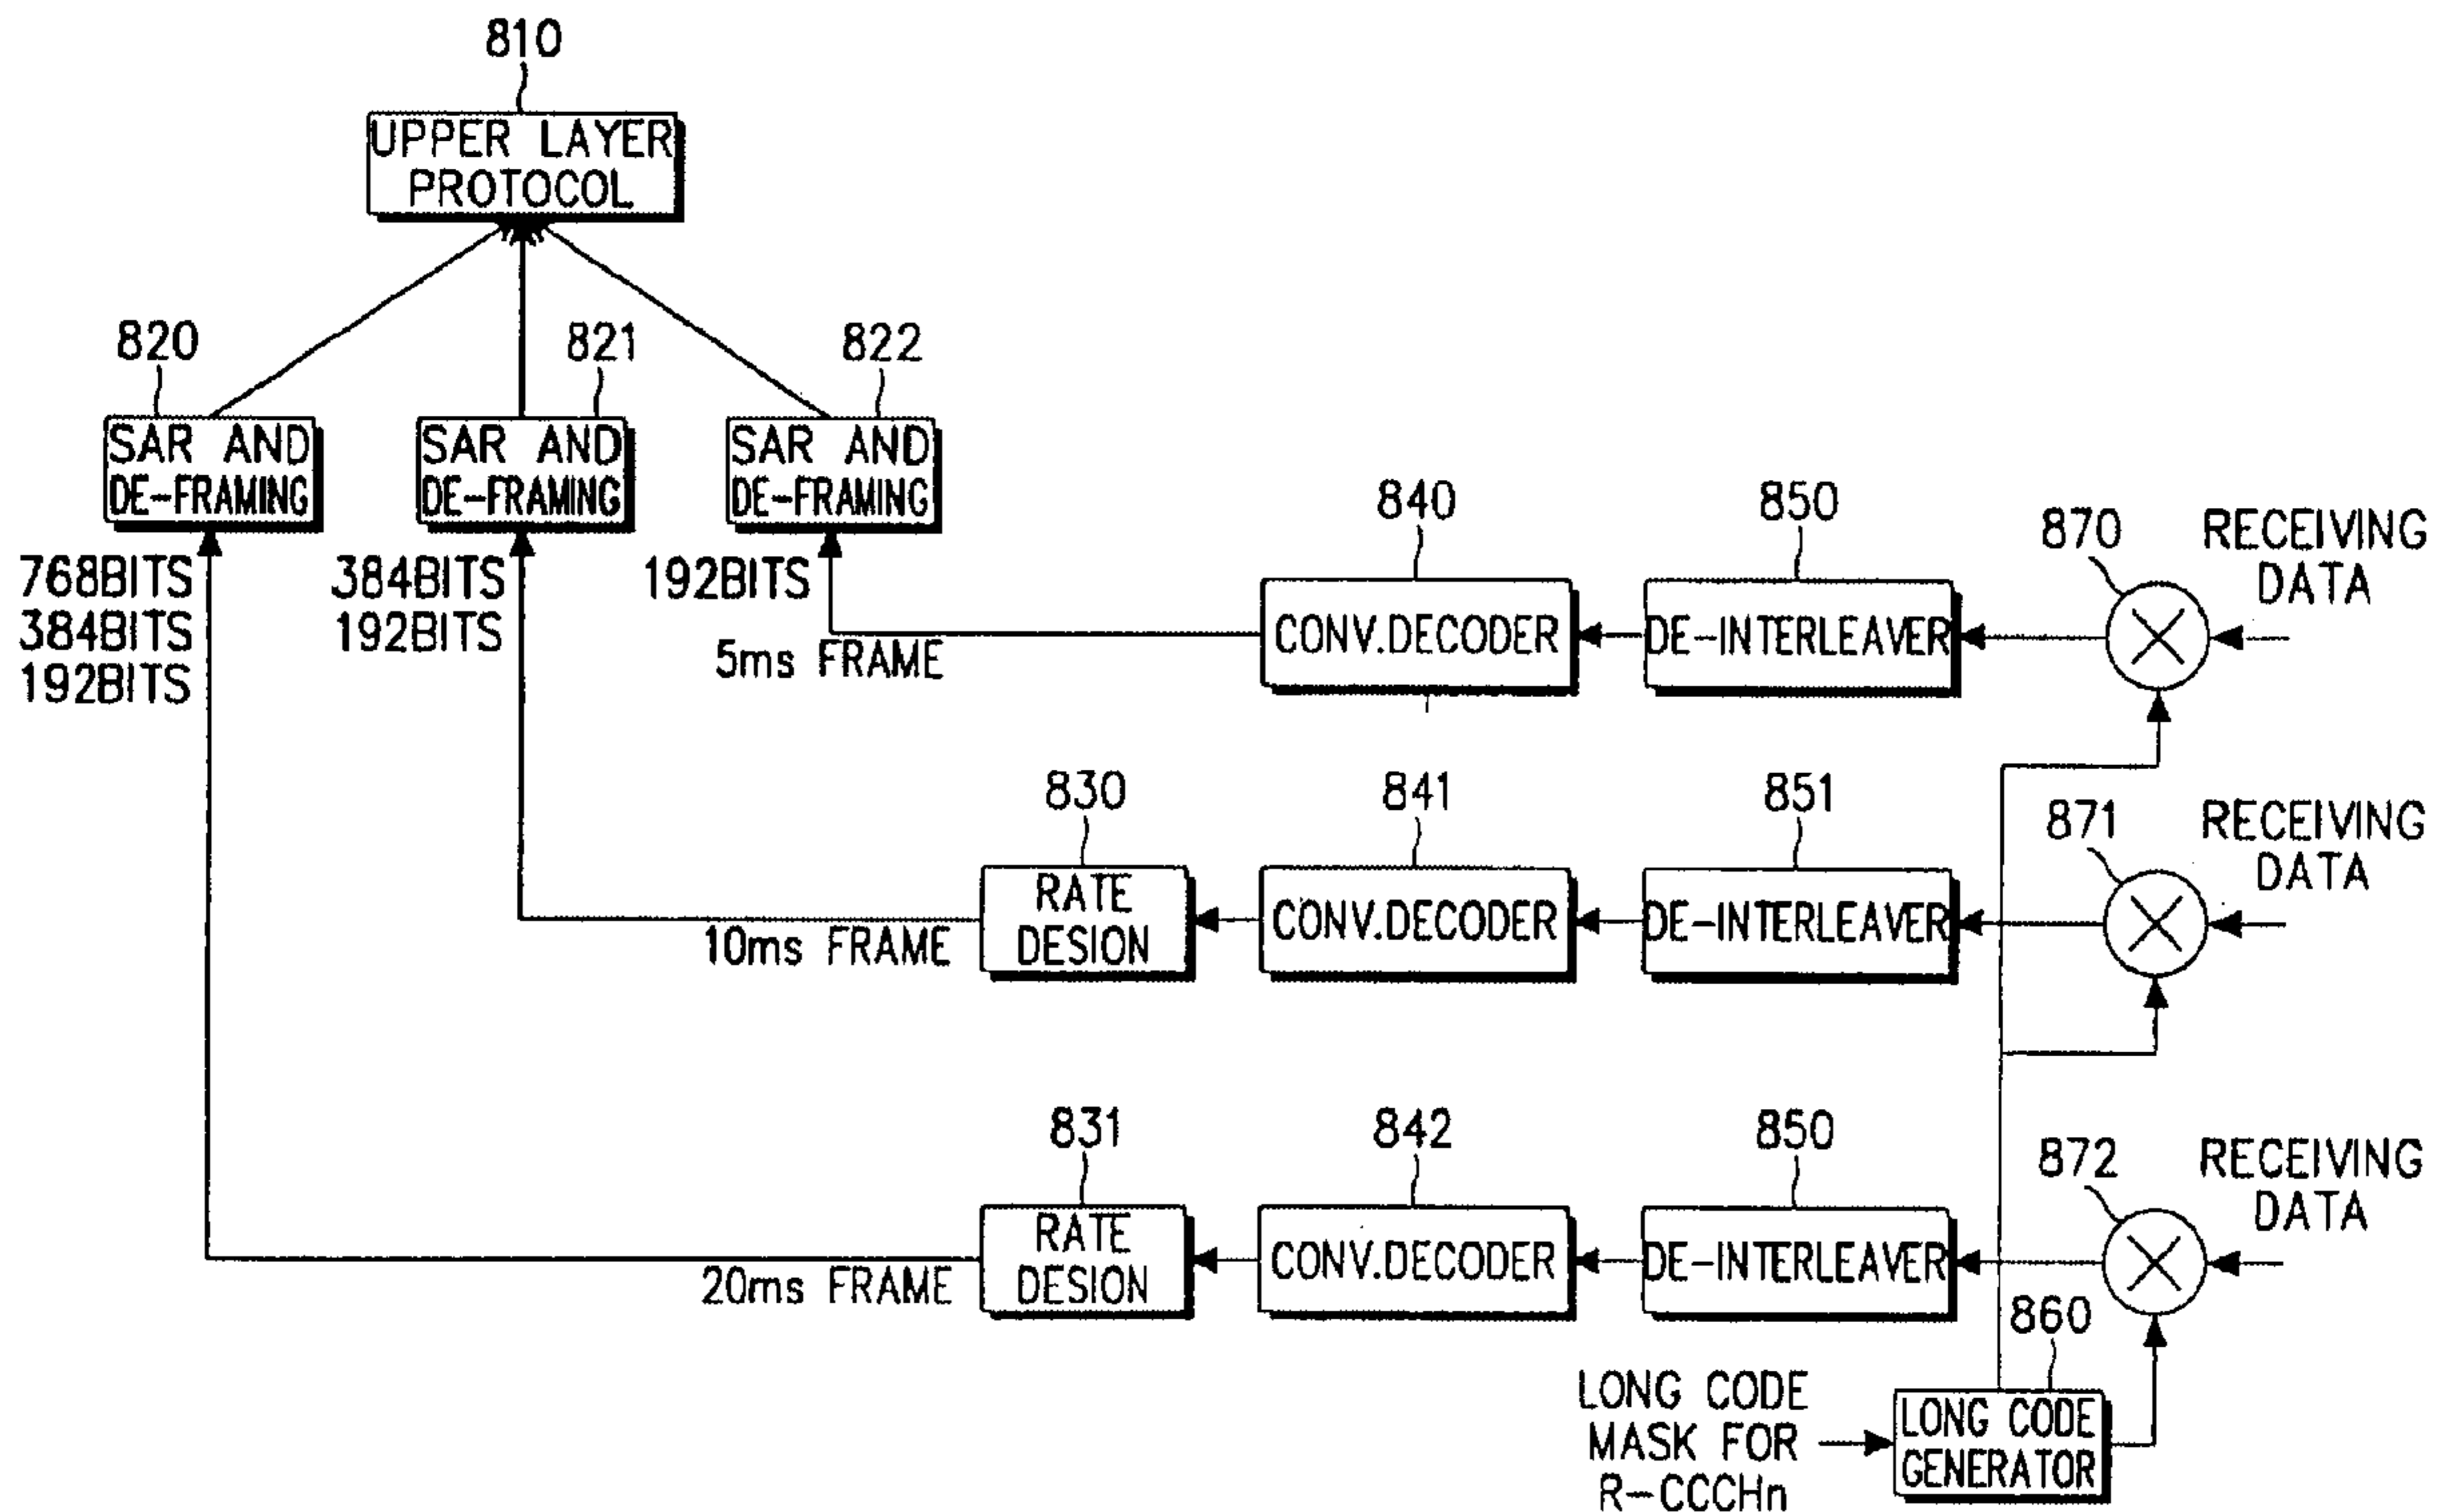 810
UPPER LAYER
PROTOCOL
820
821
822
SAR AND
DE-FRAMING
SAR AND
DE-FRAMING
SAR AND
DE-FRAMING
768BITS
384BITS
192BITS
384BITS
192BITS
192BITS
5ms FRAME
840
CONV.DECODER
850
DE-INTERLEAVER
870
RECEIVING
DATA
10ms FRAME
830
RATE
DESION
841
CONV.DECODER
851
DE-INTERLEAVER
871
RECEIVING
DATA
20ms FRAME
831
RATE
DESION
842
CONV.DECODER
850
DE-INTERLEAVER
872
RECEIVING
DATA
860
LONG CODE
MASK FOR
R-CCCHn
LONG CODE
GENERATOR